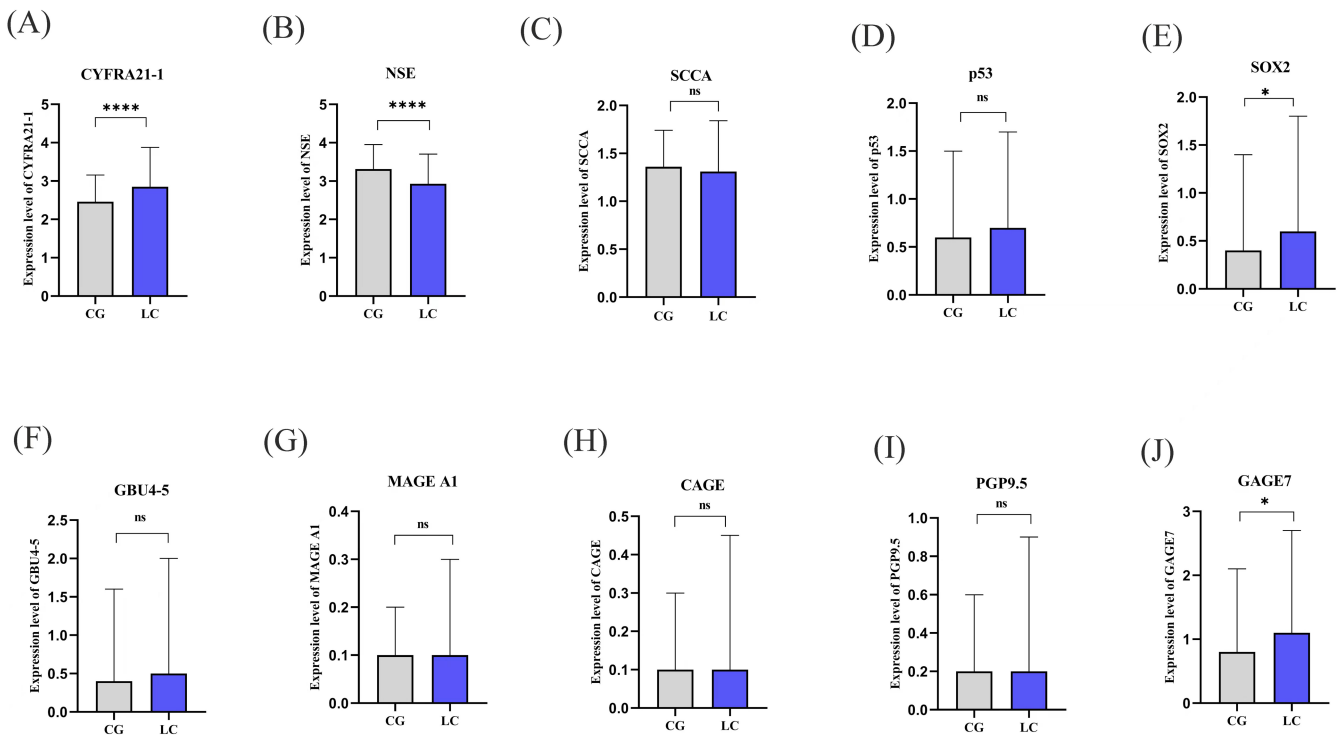 (A)
CYFRA21-1
Expression level of CYFRA21-1
5
4
3
2
1
0
****
CG LC
(B)
NSE
Expression level of NSE
5
4
3
2
1
0
****
CG LC
(C)
SCCA
Expression level of SCCA
2.0
1.5
1.0
0.5
0.0
ns
CG LC
(D)
p53
Expression level of p53
2.0
1.5
1.0
0.5
0.0
ns
CG LC
(E)
SOX2
Expression level of SOX2
2.0
1.5
1.0
0.5
0.0
*
CG LC
(F)
GBU4-5
Expression level of GBU4-5
2.5
2.0
1.5
1.0
0.5
0.0
ns
CG LC
(G)
MAGE A1
Expression level of MAGE A1
0.4
0.3
0.2
0.1
0.0
ns
CG LC
(H)
CAGE
Expression level of CAGE
0.5
0.4
0.3
0.2
0.1
0.0
ns
CG LC
(I)
PGP9.5
Expression level of PGP9.5
1.0
0.8
0.6
0.4
0.2
0.0
ns
CG LC
(J)
GAGE7
Expression level of GAGE7
3
2
1
0
*
CG LC